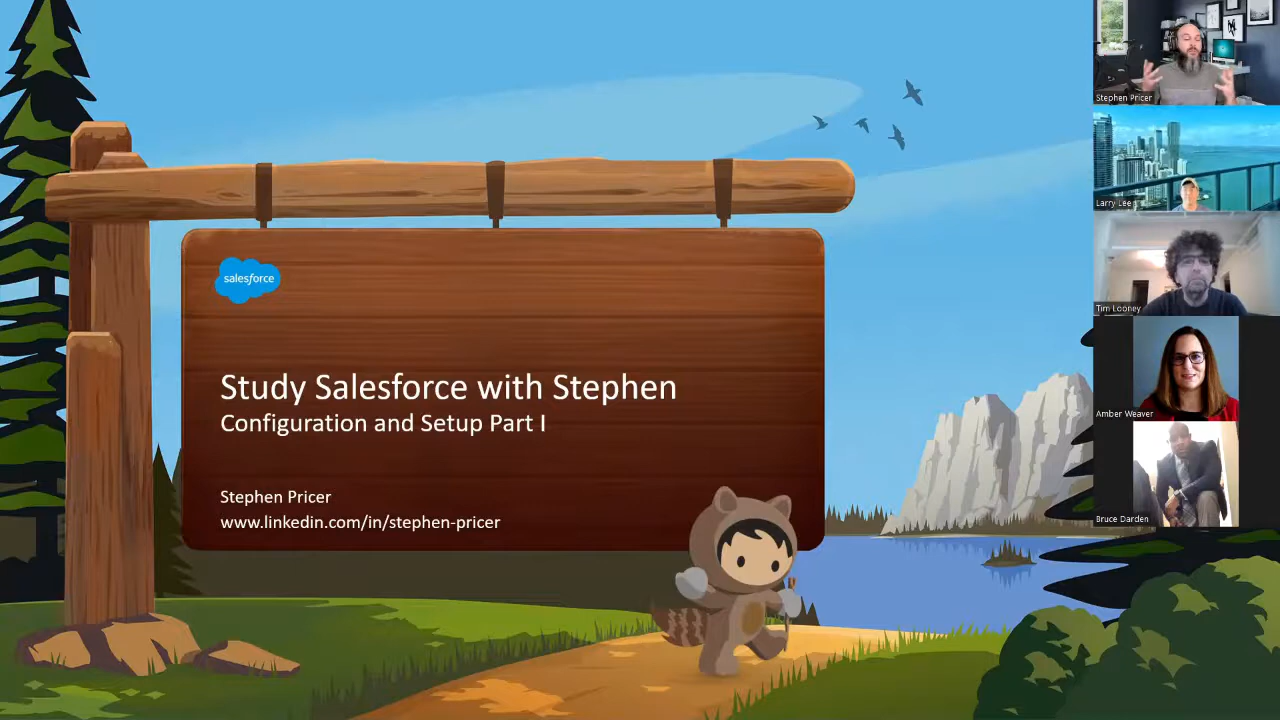 salesforce
Study Salesforce with Stephen
Configuration and Setup Part I
Stephen Pricer
www.linkedin.com/in/stephen-pricer
Stephen Pricer
Larry Lee
Tim Looney
Amber Weaver
Bruce Darden